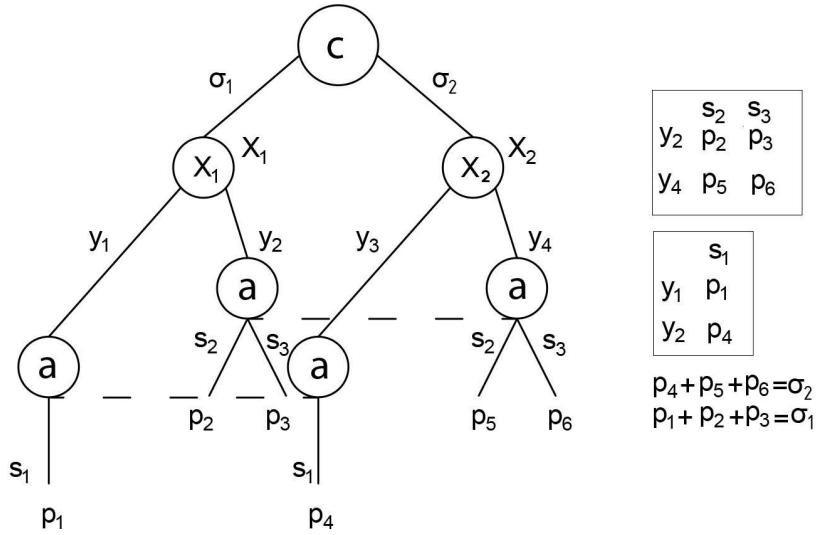 c
σ₁ σ₂
X₁ X₁ X₂ X₂
y₁ y₂ y₃ y₄
a a
s₂ s₃ s₂ s₃
a a
p₂ p₃ p₅ p₆
s₁ s₁
p₁ p₄
s₂ s₃
y₂ p₂ p₃
y₄ p₅ p₆
s₁
y₁ p₁
y₂ p₄
p₄+p₅+p₆=σ₂
p₁+p₂+p₃=σ₁